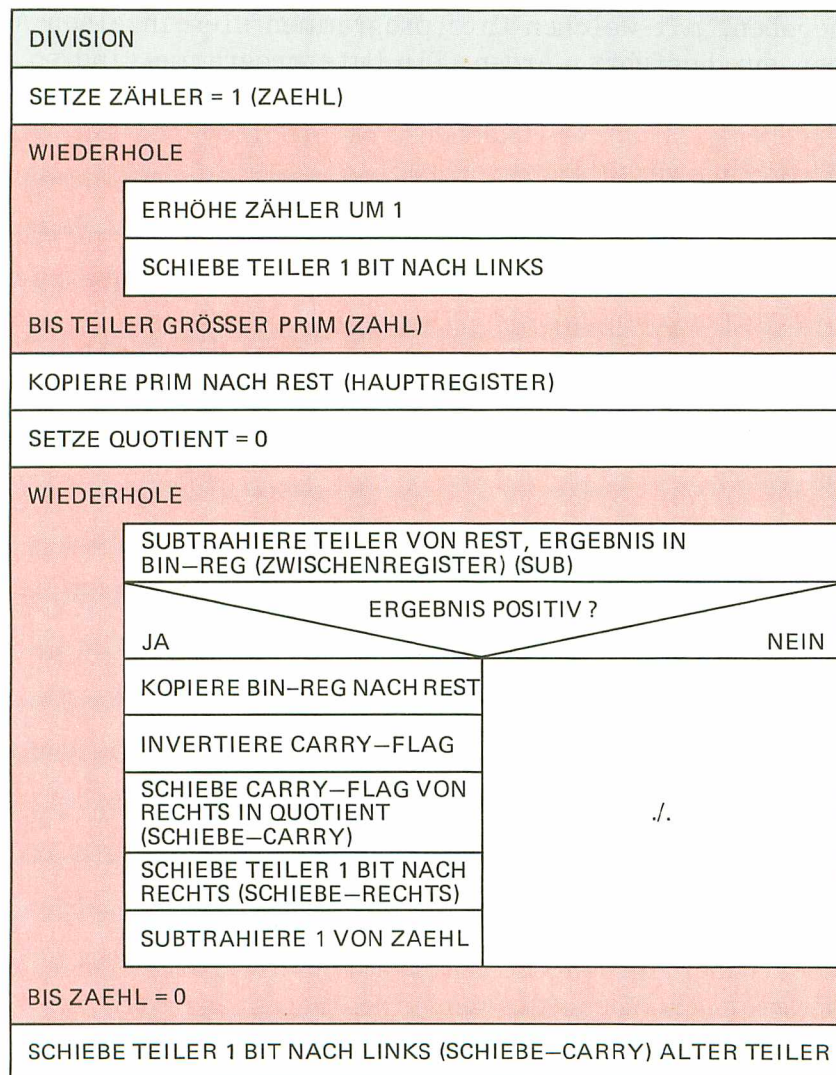 DIVISION
SETZE ZÄHLER = 1 (ZAEHL)
WIEDERHOLE
ERHÖHE ZÄHLER UM 1
SCHIEBE TEILER 1 BIT NACH LINKS
BIS TEILER GRÖSSER PRIM (ZAHL)
KOPIERE PRIM NACH REST (HAUPTREGISTER)
SETZE QUOTIENT = 0
WIEDERHOLE
SUBTRAHIERE TEILER VON REST, ERGEBNIS IN
BIN–REG (ZWISCHENREGISTER) (SUB)
ERGEBNIS POSITIV ?
JA
NEIN
KOPIERE BIN–REG NACH REST
INVERTIERE CARRY–FLAG
SCHIEBE CARRY–FLAG VON
RECHTS IN QUOTIENT
(SCHIEBE–CARRY)
./.
SCHIEBE TEILER 1 BIT NACH
RECHTS (SCHIEBE–RECHTS)
SUBTRAHIERE 1 VON ZAEHL
BIS ZAEHL = 0
SCHIEBE TEILER 1 BIT NACH LINKS (SCHIEBE–CARRY) ALTER TEILER